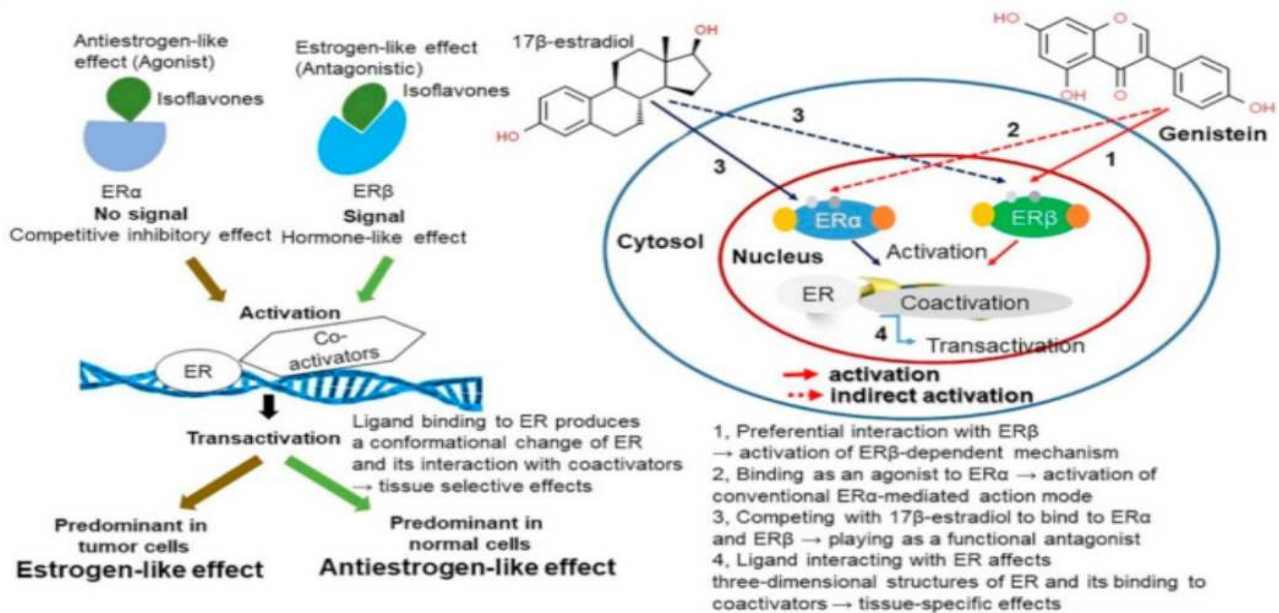 Antiestrogen-like
effect (Agonist)
Isoflavones
ERα
No signal
Competitive inhibitory effect
Estrogen-like effect
(Antagonistic)
Isoflavones
ERβ
Signal
Hormone-like effect
Activation
Co-
activators
ER
Transactivation
Ligand binding to ER produces
a conformational change of ER
and its interaction with coactivators
→ tissue selective effects
Predominant in
tumor cells
Estrogen-like effect
Predominant in
normal cells
Antiestrogen-like effect
17β-estradiol
OH
HO
HO
O
OH
O
OH
Genistein
3
3
2
1
Cytosol
Nucleus
ERα
ERβ
Activation
ER
Coactivation
4
Transactivation
activation
indirect activation
1, Preferential interaction with ERβ
→ activation of ERβ-dependent mechanism
2, Binding as an agonist to ERα → activation of
conventional ERα-mediated action mode
3, Competing with 17β-estradiol to bind to ERα
and ERβ → playing as a functional antagonist
4, Ligand interacting with ER affects
three-dimensional structures of ER and its binding to
coactivators → tissue-specific effects